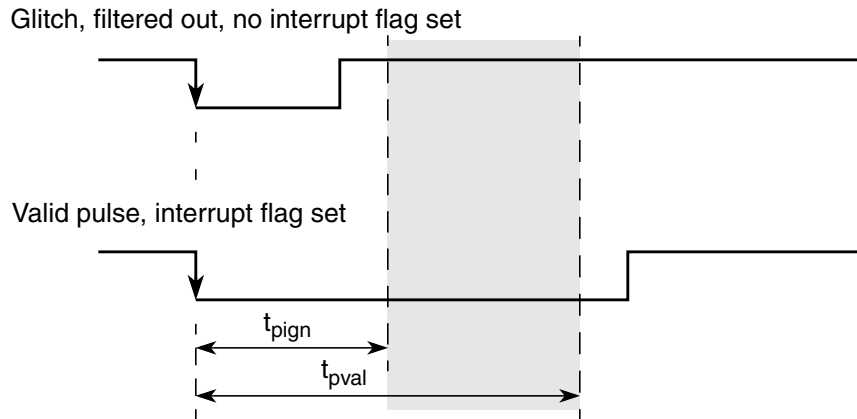 Glitch, filtered out, no interrupt flag set
Valid pulse, interrupt flag set
tpign
tpval